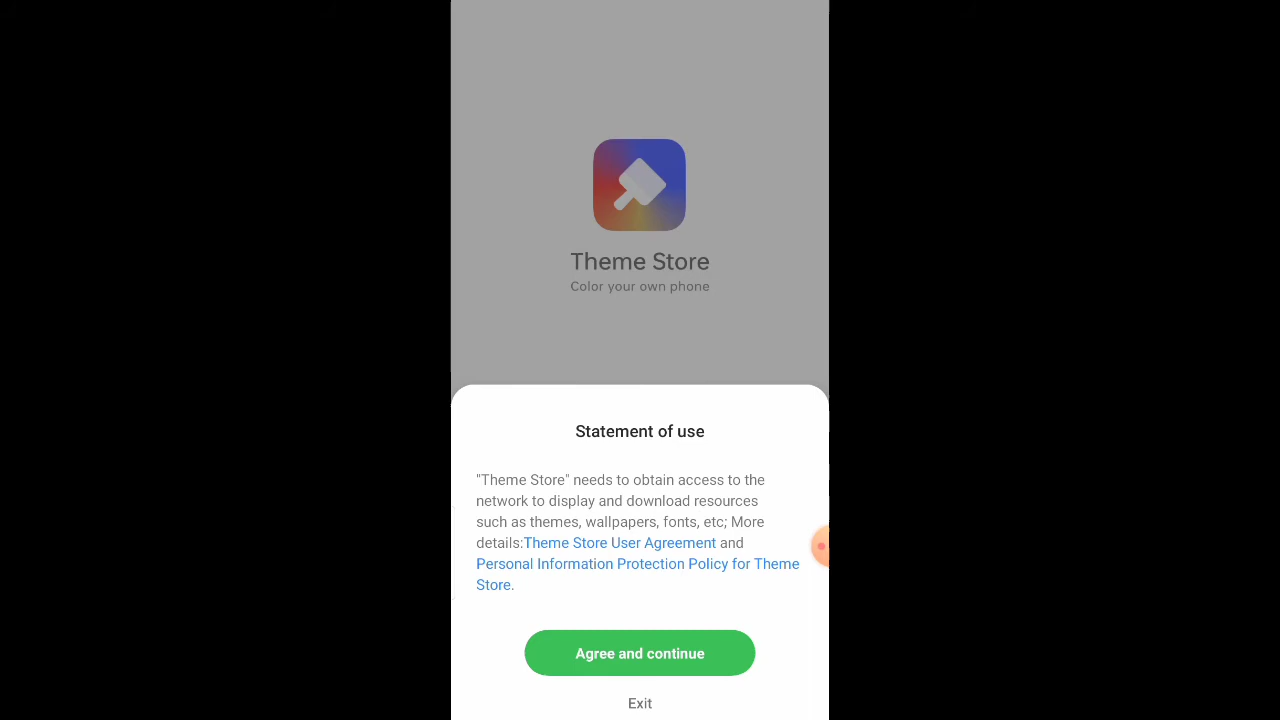 Theme Store
Color your own phone
Statement of use
"Theme Store" needs to obtain access to the
network to display and download resources
such as themes, wallpapers, fonts, etc; More
details:Theme Store User Agreement and
Personal Information Protection Policy for Theme
Store.
Agree and continue
Exit